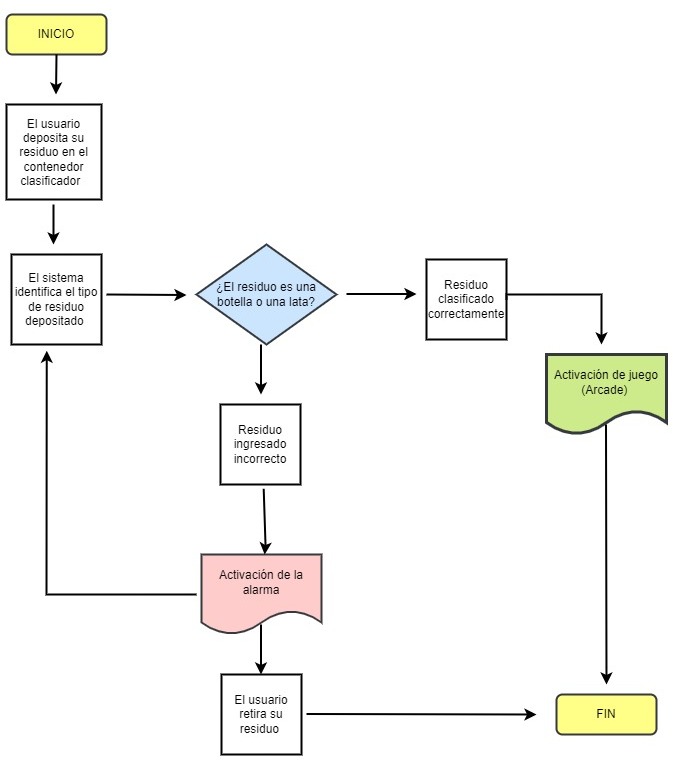 INICIO
El usuario
deposita su
residuo en el
contenedor
clasificador
El sistema
identifica el tipo
de residuo
depositado
¿El residuo es una
botella o una lata?
Residuo
clasificado
correctamente
Activación de juego
(Arcade)
Residuo
ingresado
incorrecto
Activación de la
alarma
El usuario
retira su
residuo
FIN